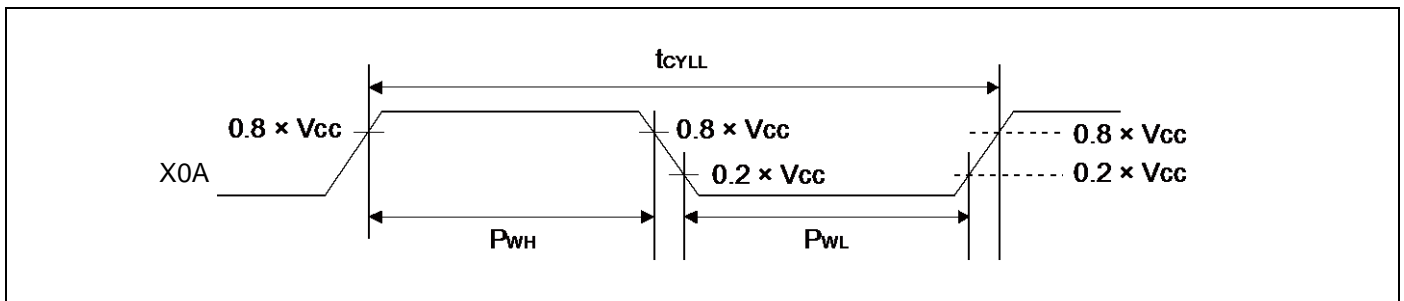 tCYLL
0.8 × Vcc
0.8 × Vcc
0.8 × Vcc
X0A
0.2 × Vcc
0.2 × Vcc
PWH
PWL